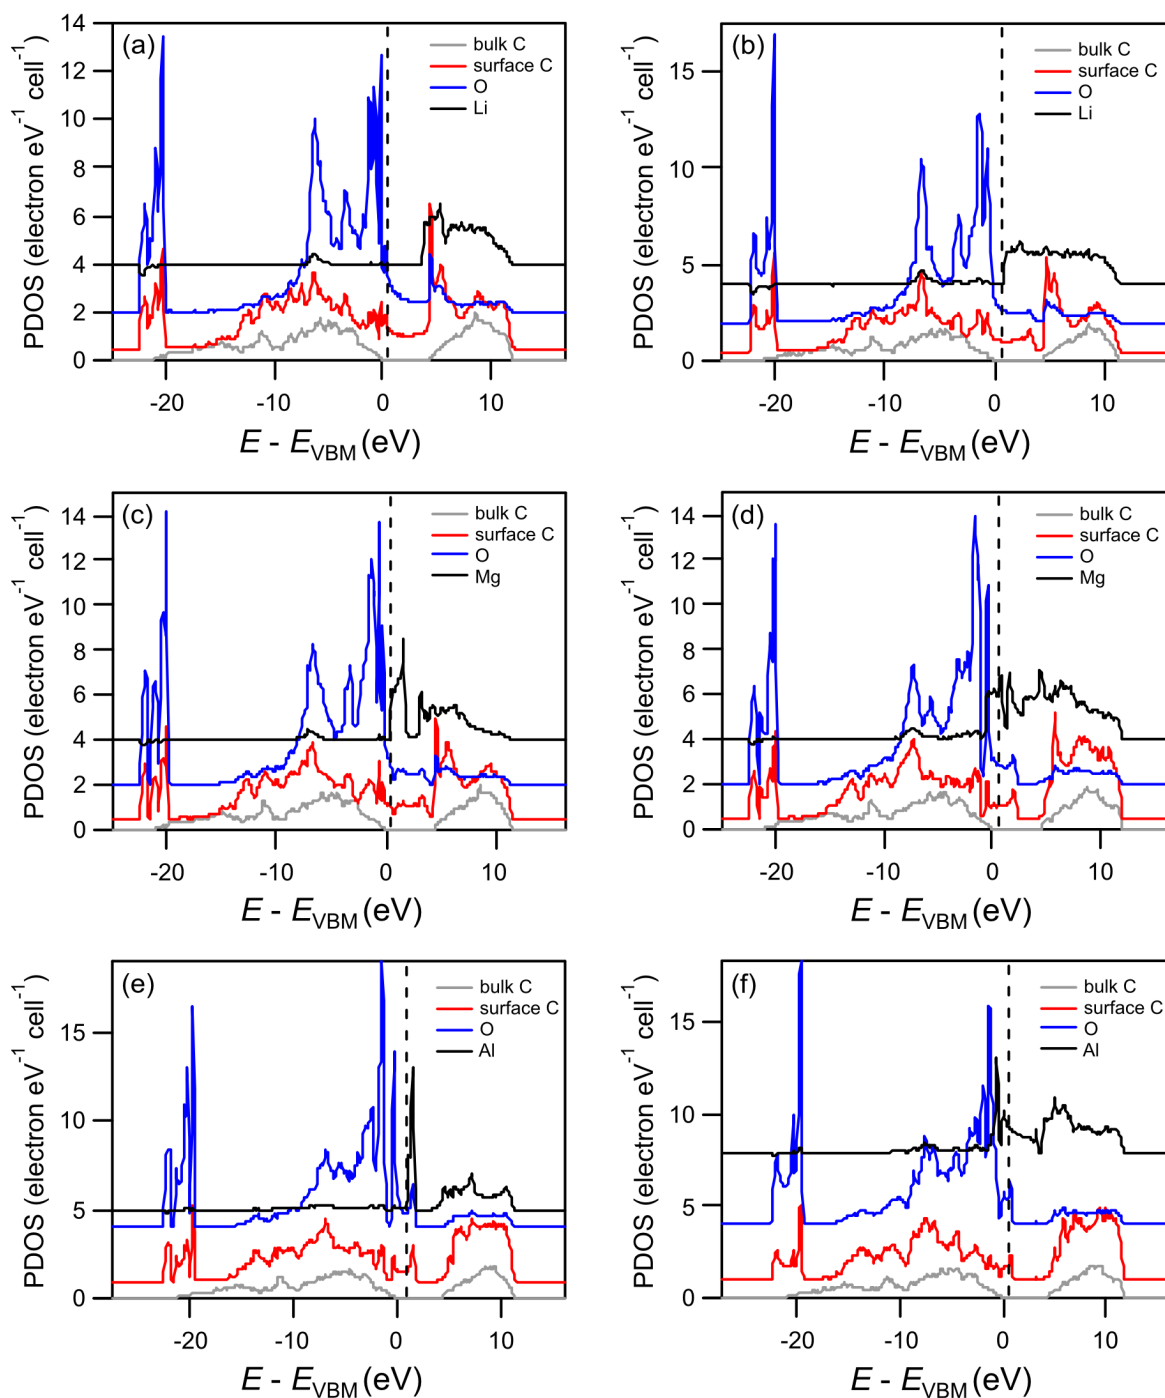 (a)
bulk C
surface C
O
Li
PDOS (electron eV⁻¹ cell⁻¹)
14
12
10
8
6
4
2
0
-20 -10 0 10
E - E_VBM (eV)
(b)
bulk C
surface C
O
Li
PDOS (electron eV⁻¹ cell⁻¹)
15
10
5
0
-20 -10 0 10
E - E_VBM (eV)
(c)
bulk C
surface C
O
Mg
PDOS (electron eV⁻¹ cell⁻¹)
14
12
10
8
6
4
2
0
-20 -10 0 10
E - E_VBM (eV)
(d)
bulk C
surface C
O
Mg
PDOS (electron eV⁻¹ cell⁻¹)
14
12
10
8
6
4
2
0
-20 -10 0 10
E - E_VBM (eV)
(e)
bulk C
surface C
O
Al
PDOS (electron eV⁻¹ cell⁻¹)
15
10
5
0
-20 -10 0 10
E - E_VBM (eV)
(f)
bulk C
surface C
O
Al
PDOS (electron eV⁻¹ cell⁻¹)
15
10
5
0
-20 -10 0 10
E - E_VBM (eV)